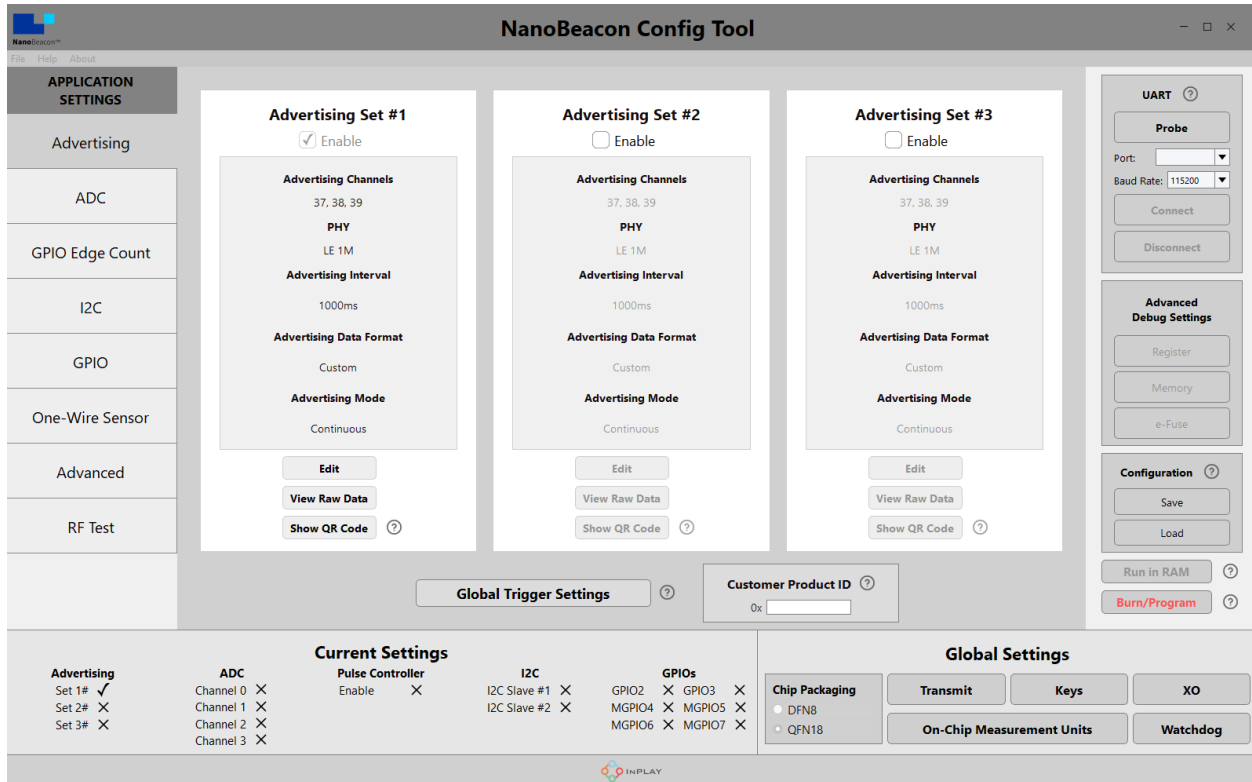 NanoBeacon Config Tool
NanoBeacon™
File Help About
APPLICATION
SETTINGS
Advertising
ADC
GPIO Edge Count
I2C
GPIO
One-Wire Sensor
Advanced
RF Test
Advertising Set #1
Enable
Advertising Channels
37, 38, 39
PHY
LE 1M
Advertising Interval
1000ms
Advertising Data Format
Custom
Advertising Mode
Continuous
Edit
View Raw Data
Show QR Code ?
Advertising Set #2
Enable
Advertising Channels
37, 38, 39
PHY
LE 1M
Advertising Interval
1000ms
Advertising Data Format
Custom
Advertising Mode
Continuous
Edit
View Raw Data
Show QR Code ?
Advertising Set #3
Enable
Advertising Channels
37, 38, 39
PHY
LE 1M
Advertising Interval
1000ms
Advertising Data Format
Custom
Advertising Mode
Continuous
Edit
View Raw Data
Show QR Code ?
Global Trigger Settings ?
Customer Product ID ?
0x
UART ?
Probe
Port:
Baud Rate: 115200
Connect
Disconnect
Advanced
Debug Settings
Register
Memory
e-Fuse
Configuration ?
Save
Load
Run in RAM ?
Burn/Program ?
Current Settings
Advertising
Set 1#
Set 2#
Set 3#
ADC
Channel 0
Channel 1
Channel 2
Channel 3
Pulse Controller
Enable
I2C
I2C Slave #1
I2C Slave #2
GPIOs
GPIO2 GPIO3
MGPIO4 MGPIO5
MGPIO6 MGPIO7
Global Settings
Chip Packaging
DFN8
QFN18
Transmit Keys XO
On-Chip Measurement Units Watchdog
INPLAY